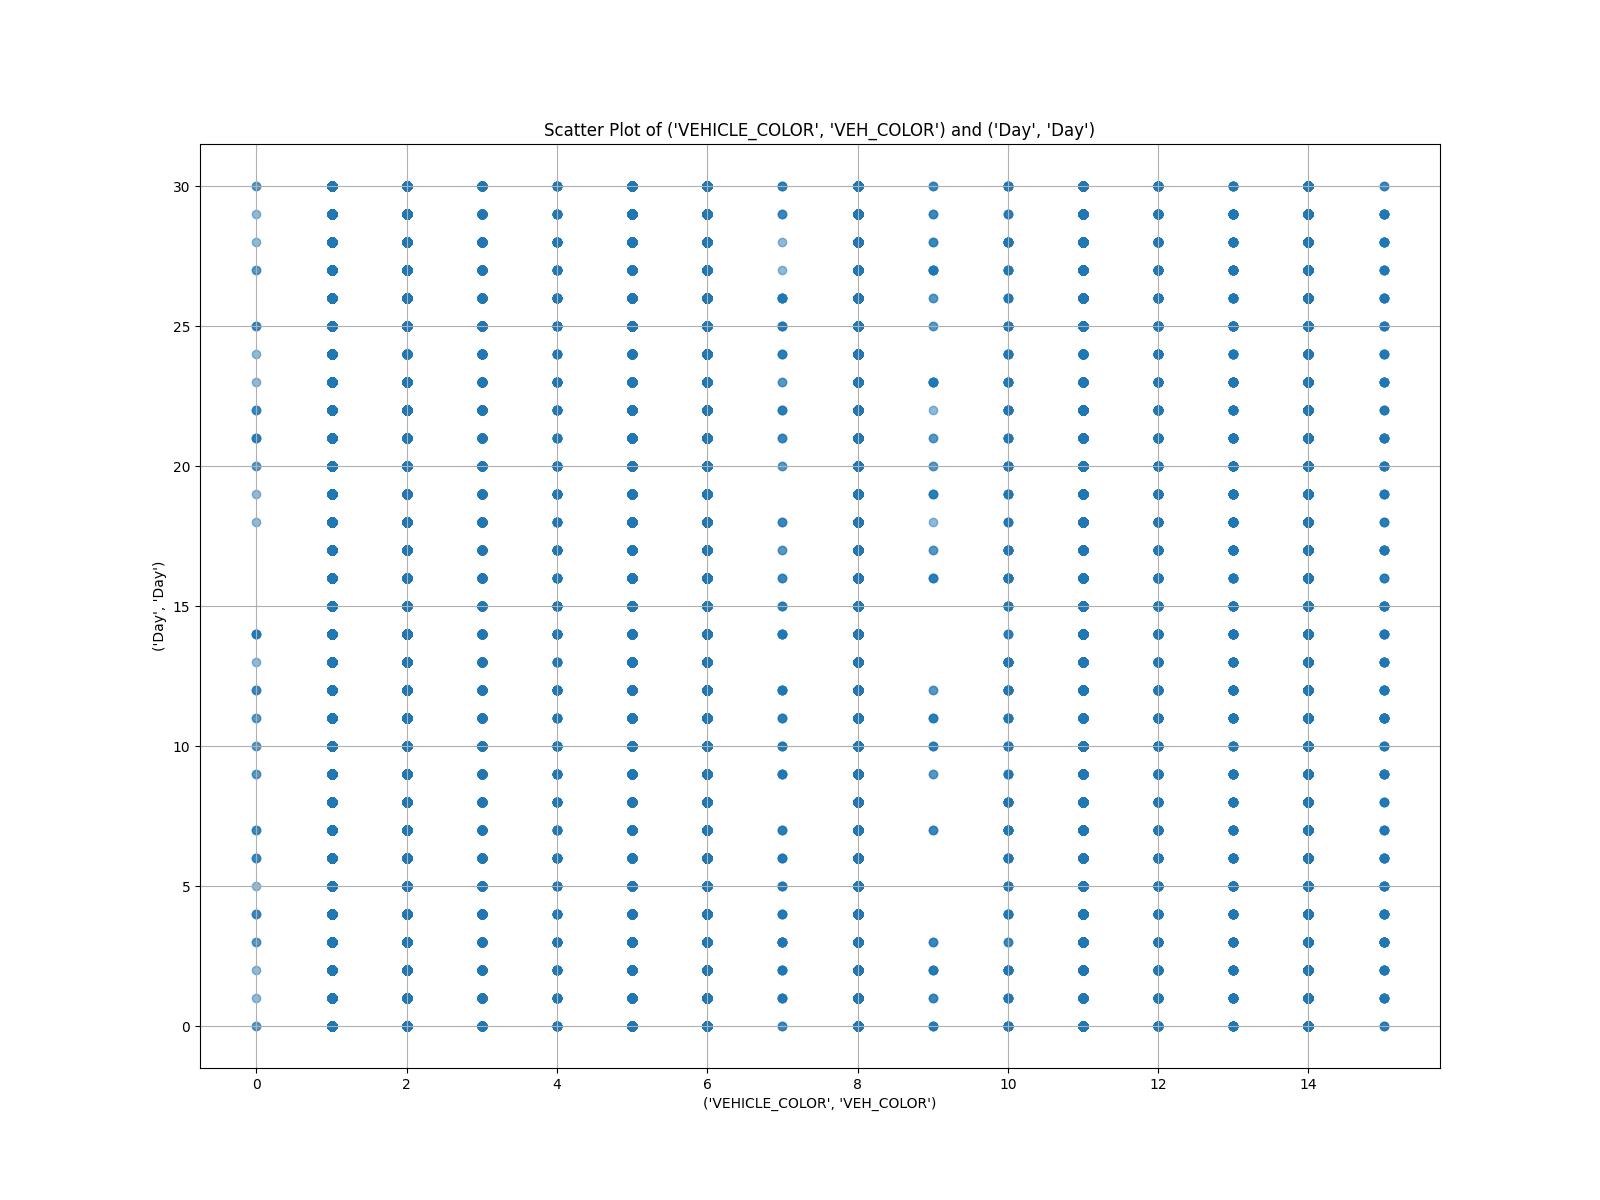 Scatter Plot of ('VEHICLE_COLOR', 'VEH_COLOR') and ('Day', 'Day')
30
25
20
15
10
5
0
('Day', 'Day')
0 2 4 6 8 10 12 14
('VEHICLE_COLOR', 'VEH_COLOR')